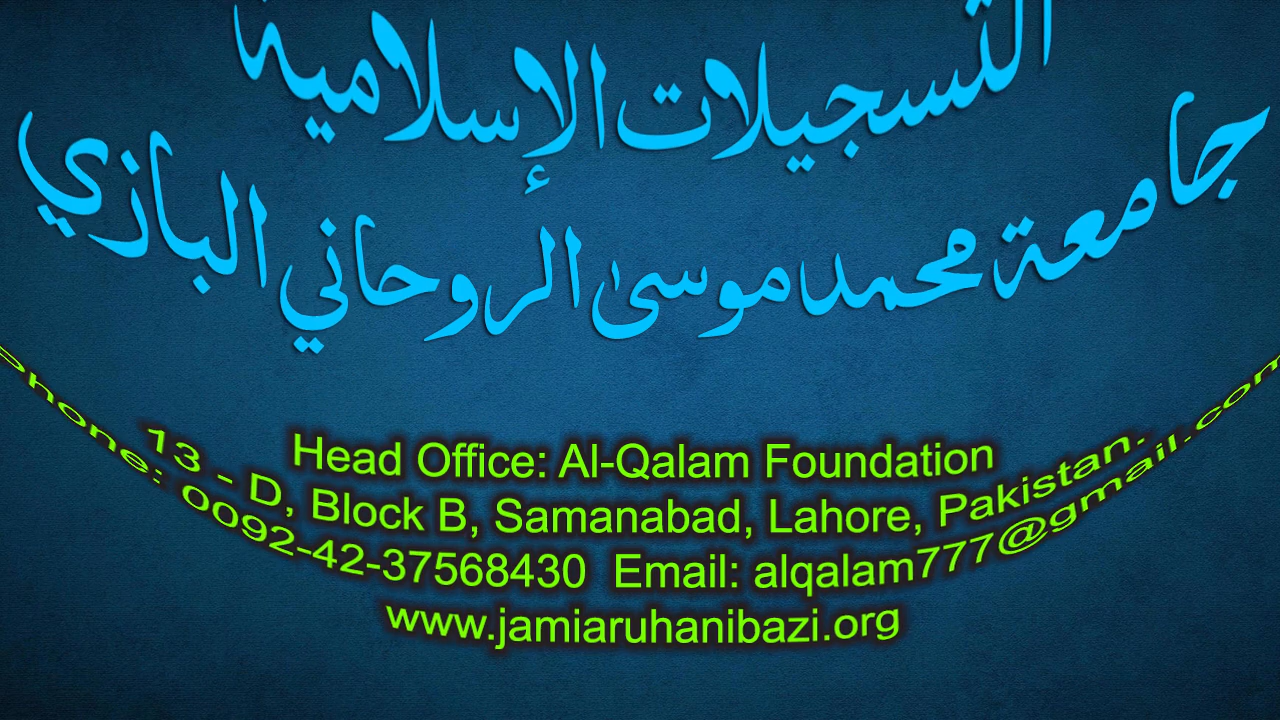 التسجيلات الإسلامية
جامعة محمد موسىٰ الروحاني البازي
Head Office: Al-Qalam Foundation
13 - D, Block B, Samanabad, Lahore, Pakistan.
Phone: 0092-42-37568430 Email: alqalam777@gmail.com
www.jamiaruhanibazi.org